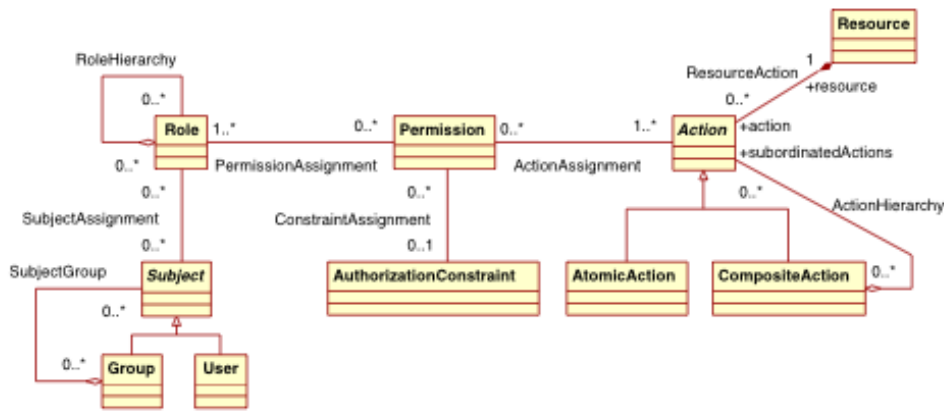 Resource
RoleHierarchy
1
ResourceAction
+resource
0..*
0..*
Role
1..*
0..*
Permission
0..*
1..*
Action
+action
0..*
PermissionAssignment
ActionAssignment
+subordinatedActions
0..*
0..*
0..*
SubjectAssignment
ConstraintAssignment
ActionHierarchy
0..*
0..1
SubjectGroup
Subject
AuthorizationConstraint
AtomicAction
CompositeAction
0..*
0..*
0..*
Group
User